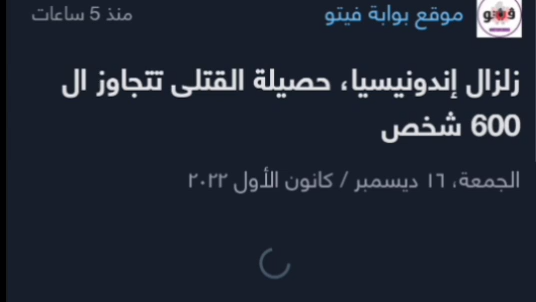 موقع بوابة فيتو منذ 5 ساعات
زلزال إندونيسيا، حصيلة القتلى تتجاوز ال
600 شخص
الجمعة، ١٦ ديسمبر / كانون الأول ٢٠٢٢